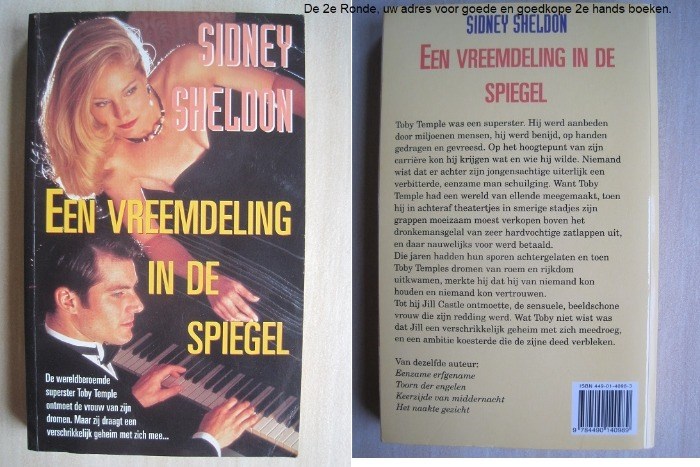 De 2e Ronde, uw adres voor goede en goedkope 2e hands boeken.
SIDNEY
SHELDON
EEN VREEMDELING
IN DE
SPIEGEL
De wereldberoemde
superster Toby Temple
ontmoet de vrouw van zijn
dromen. Maar zij draagt een
verschrikkelijk geheim met zich mee...
SIDNEY SHELDON
EEN VREEMDELING IN DE
SPIEGEL
Toby Temple was een superster. Hij werd aanbeden
door miljoenen mensen, hij werd benijd, op handen
gedragen en gevreesd. Op het hoogtepunt van zijn
carrière kon hij krijgen wat en wie hij wilde. Niemand
wist dat er achter zijn jongensachtige uiterlijk een
verbitterde, eenzame man schuilging. Want Toby
Temple had een wereld van ellende meegemaakt, toen
hij in achteraf theatertjes in smerige stadjes zijn
grappen moeizaam moest verkopen boven het
dronkemansgelal van zeer hardvochtige zatlappen uit,
en daar nauwelijks voor werd betaald.
Die jaren hadden hun sporen achtergelaten en toen
Toby Temples dromen van roem en rijkdom
uitkwamen, merkte hij dat hij van niemand kon
houden en niemand kon vertrouwen.
Tot hij Jill Castle ontmoette, de sensuele, beeldschone
vrouw die zijn redding werd. Wat Toby niet wist was
dat Jill een verschrikkelijk geheim met zich meedroeg,
en een ambitie koesterde die de zijne deed verbleken.
Van dezelfde auteur:
Eenzame erfgename
Toorn der engelen
Keerzijde van middernacht
Het naakte gezicht